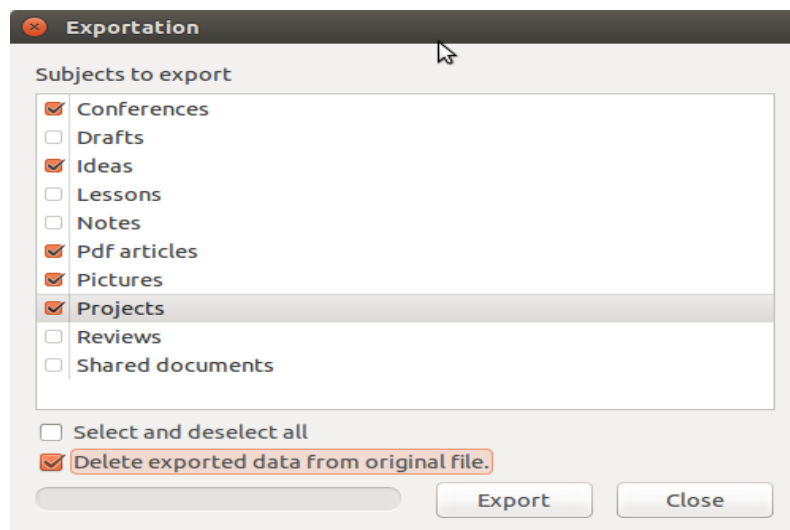 Exportation
Subjects to export
Conferences
Drafts
Ideas
Lessons
Notes
Pdf articles
Pictures
Projects
Reviews
Shared documents
Select and deselect all
Delete exported data from original file.
Export Close